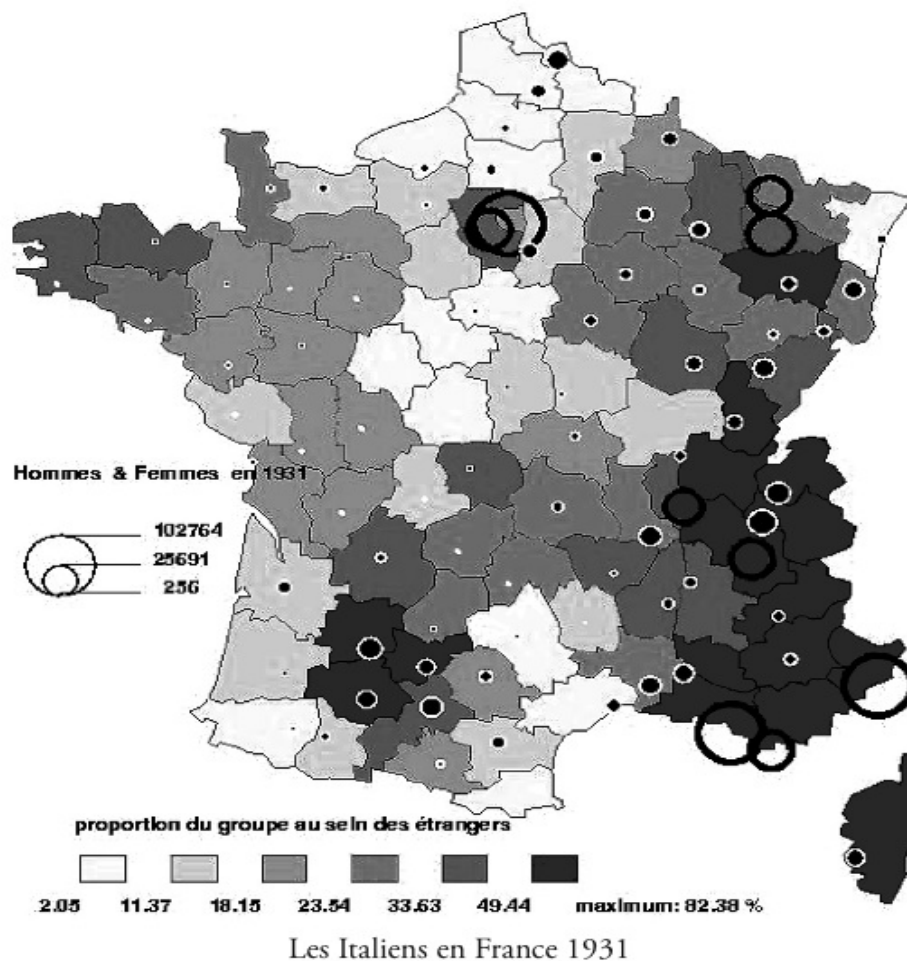 Hommes & Femmes en 1931
102764
25691
256
proportion du groupe au sein des étrangers
2.05 11.37 18.15 23.54 33.63 49.44 maximum: 82.38 %
Les Italiens en France 1931